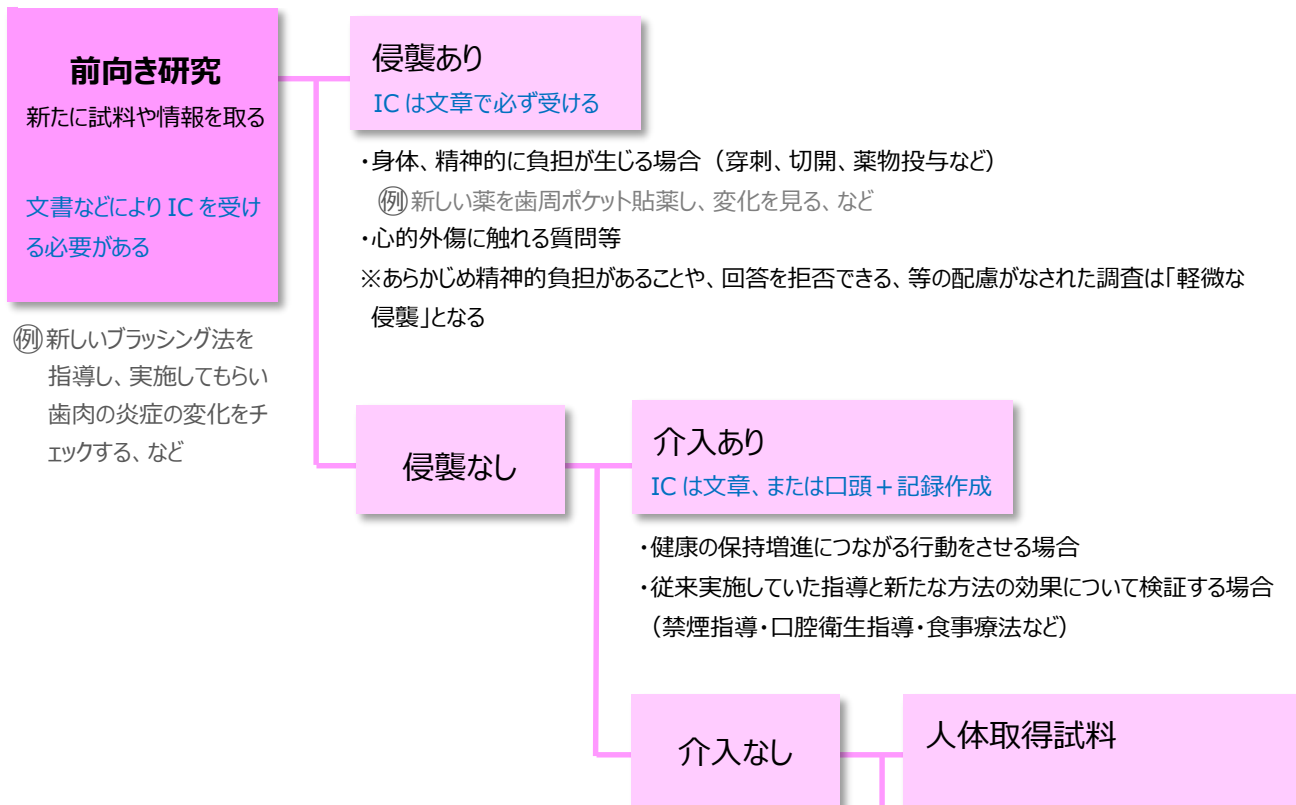 前向き研究
新たに試料や情報を取る
文書などにより IC を受け
る必要がある
例 新しいブラッシング法を
指導し、実施してもらい
歯肉の炎症の変化をチ
ェックする、など
侵襲あり
IC は文章で必ず受ける
・身体、精神的に負担が生じる場合（穿刺、切開、薬物投与など）
例 新しい薬を歯周ポケット貼薬し、変化を見る、など
・心的外傷に触れる質問等
※あらかじめ精神的負担があることや、回答を拒否できる、等の配慮がなされた調査は「軽微な
侵襲」となる
侵襲なし
介入あり
IC は文章、または口頭＋記録作成
・健康の保持増進につながる行動をさせる場合
・従来実施していた指導と新たな方法の効果について検証する場合
（禁煙指導・口腔衛生指導・食事療法など）
介入なし
人体取得試料